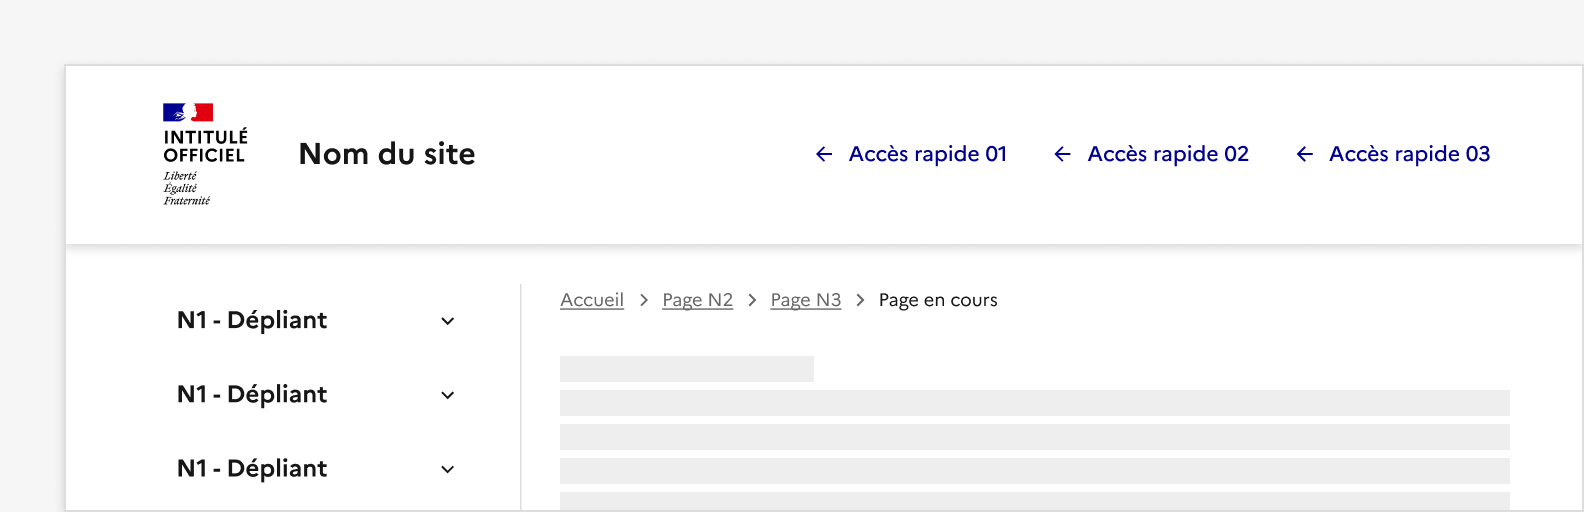 INTITULÉ
OFFICIEL
Liberté
Égalité
Fraternité
Nom du site
Accès rapide 01
Accès rapide 02
Accès rapide 03
N1 - Dépliant
N1 - Dépliant
N1 - Dépliant
Accueil > Page N2 > Page N3 > Page en cours